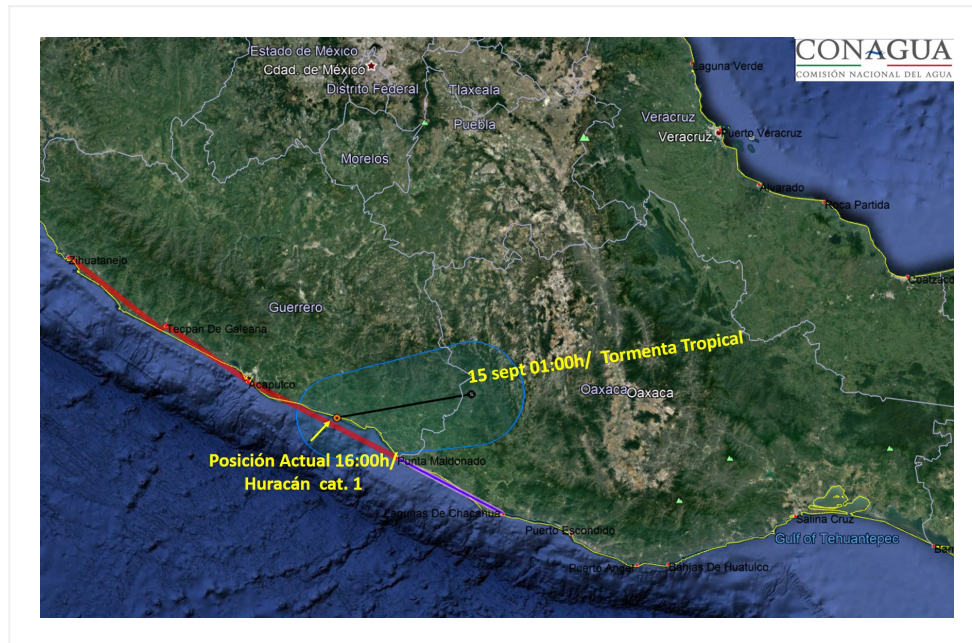 CONAGUA
COMISIÓN NACIONAL DEL AGUA
Estado de México
Cdad. de México
Distrito Federal
Tlaxcala
Puebla
Morelos
Laguna Verde
Veracruz
Veracruz
Puerto Veracruz
Alvarado
Roca Partida
Coatzaco
Zihuatanejo
Guerrero
Tecpan De Galeana
Acapulco
15 sept 01:00h/ Tormenta Tropical
Oaxaca
Oaxaca
Posición Actual 16:00h/
Huracán cat. 1
Punta Maldonado
Lagunas De Chacahua
Puerto Escondido
Puerto Angel
Bahías De Huatulco
Salina Cruz
Gulf of Tehuantepec